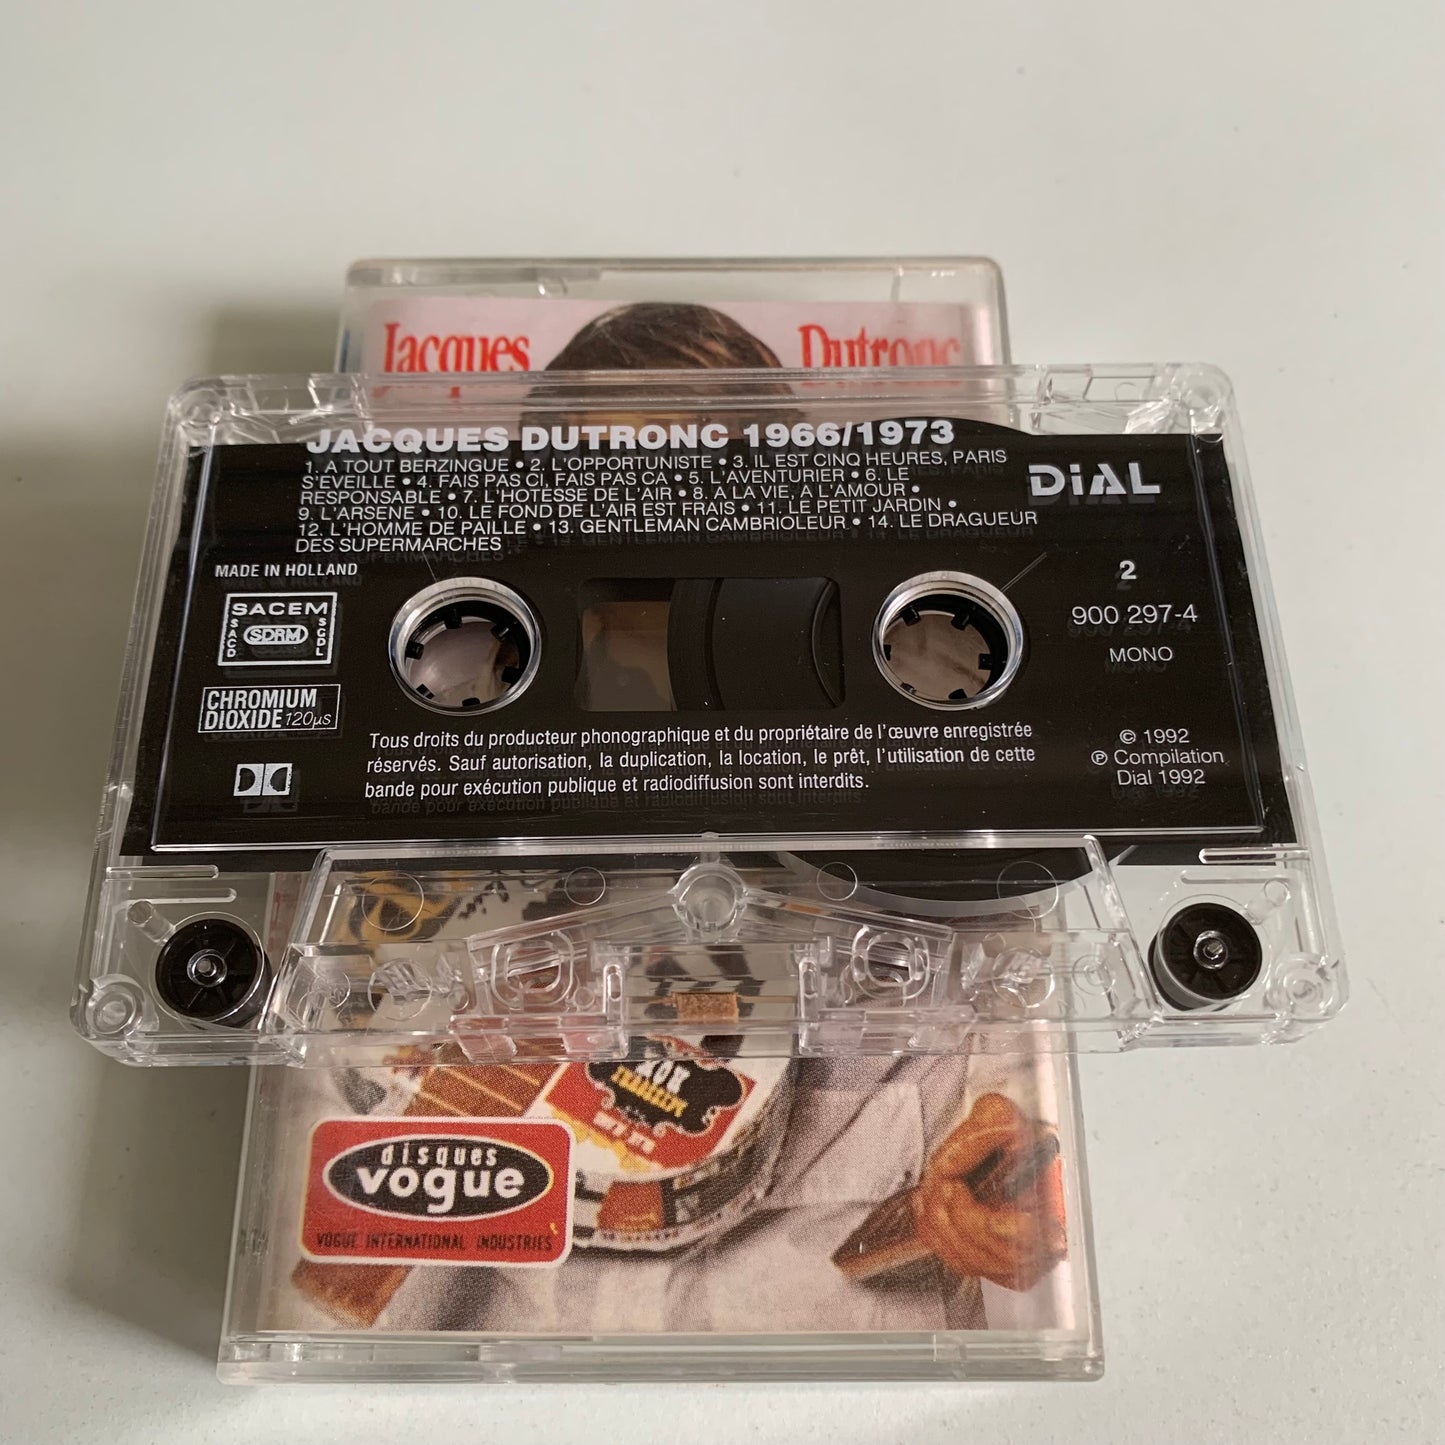 Jacques Dutronc
JACQUES DUTRONC 1966/1973
1. A TOUT BERZINGUE • 2. L'OPPORTUNISTE • 3. IL EST CINQ HEURES, PARIS
S'EVEILLE • 4. FAIS PAS CI, FAIS PAS CA • 5. L'AVENTURIER • 6. LE
RESPONSABLE • 7. L'HOTESSE DE L'AIR • 8. A LA VIE, A L'AMOUR •
9. L'ARSENE • 10. LE FOND DE L'AIR EST FRAIS • 11. LE PETIT JARDIN •
12. L'HOMME DE PAILLE • 13. GENTLEMAN CAMBRIOLEUR • 14. LE DRAGUEUR
DES SUPERMARCHES
DiAL
MADE IN HOLLAND
SACEM
SACD
SDRM
SGDL
CHROMIUM
DIOXIDE 120µs
2
900 297-4
MONO
Tous droits du producteur phonographique et du propriétaire de l'œuvre enregistrée
réservés. Sauf autorisation, la duplication, la location, le prêt, l'utilisation de cette
bande pour exécution publique et radiodiffusion sont interdits.
© 1992
℗ Compilation
Dial 1992
disques
vogue
VOGUE INTERNATIONAL INDUSTRIES